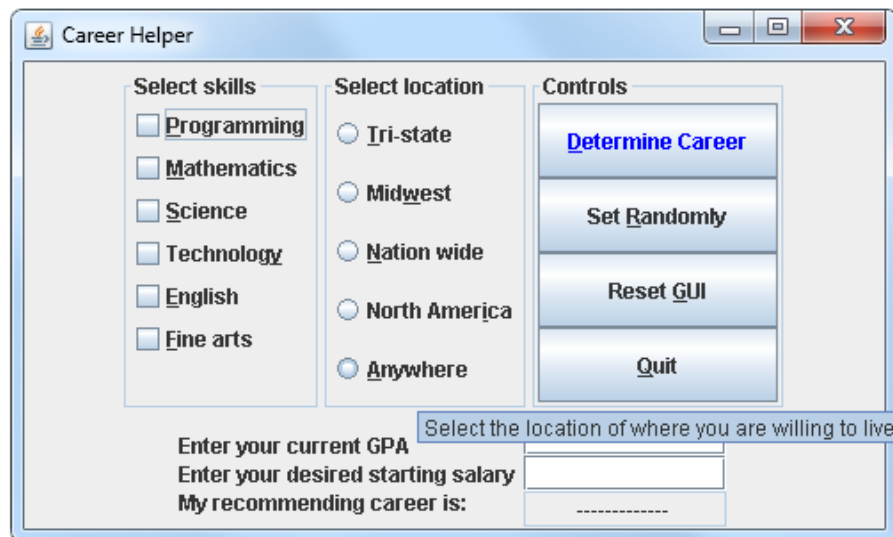 Career Helper
Select skills
Programming
Mathematics
Science
Technology
English
Fine arts
Select location
Tri-state
Midwest
Nation wide
North America
Anywhere
Controls
Determine Career
Set Randomly
Reset GUI
Quit
Select the location of where you are willing to live
Enter your current GPA
Enter your desired starting salary
My recommending career is:
-------------